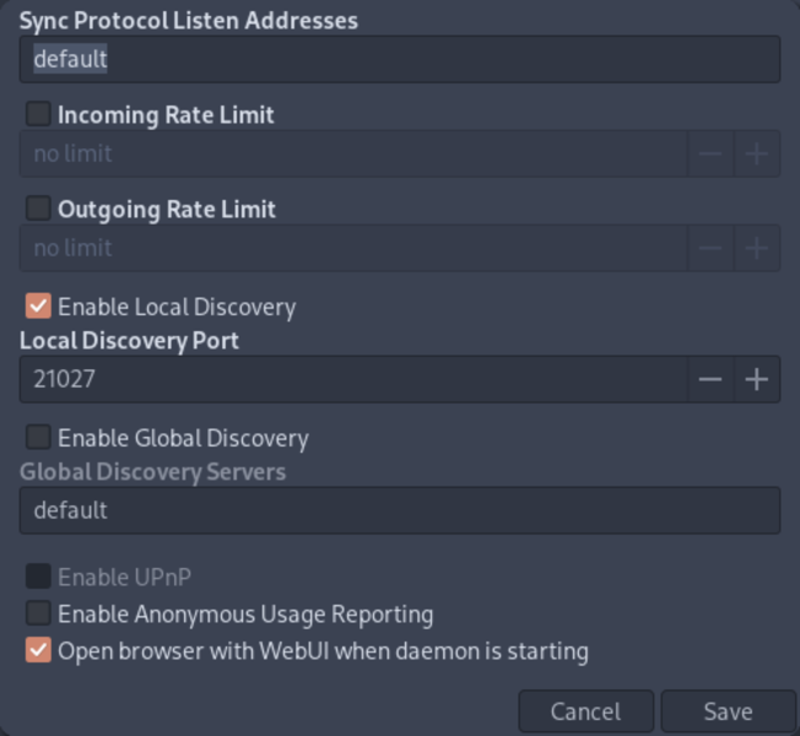 Sync Protocol Listen Addresses
default
Incoming Rate Limit
no limit
Outgoing Rate Limit
no limit
Enable Local Discovery
Local Discovery Port
21027
Enable Global Discovery
Global Discovery Servers
default
Enable UPnP
Enable Anonymous Usage Reporting
Open browser with WebUI when daemon is starting
Cancel Save